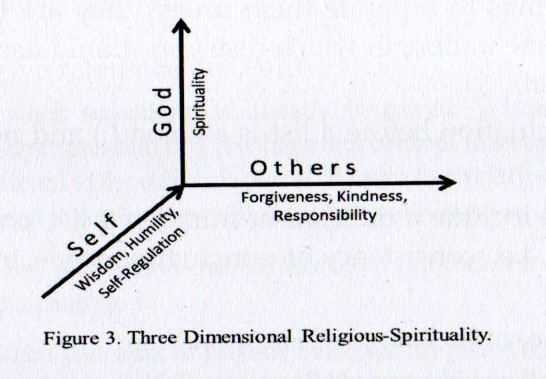 God
Spirituality
Others
Forgiveness, Kindness,
Responsibility
Self
Wisdom, Humility,
Self-Regulation
Figure 3. Three Dimensional Religious-Spirituality.